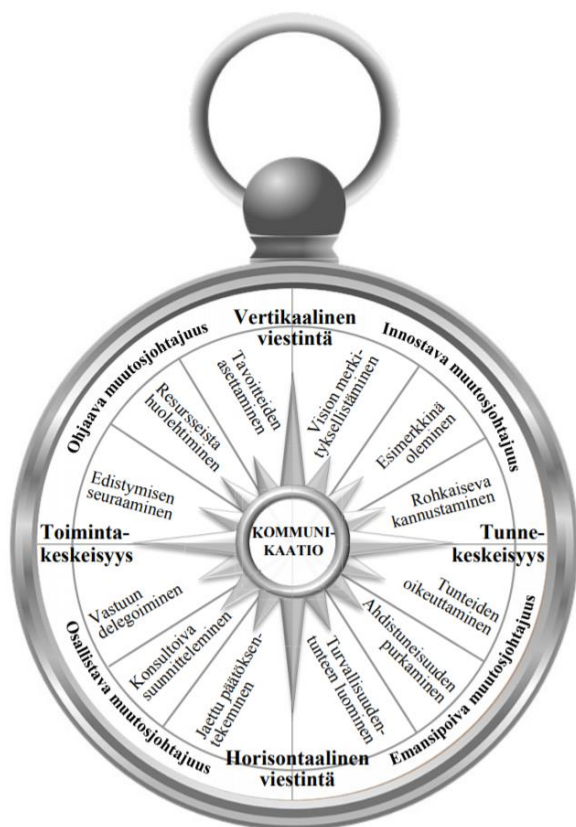 Vertikaalinen
viestintä
Ohjaava muutosjohtajuus
Innostava muutosjohtajuus
Tavoitteiden
asettaminen
Vision merki-
tyksellistäminen
Resursseista
huolehtiminen
Esimerkkinä
oleminen
Edistymisen
seuraaminen
Rohkaiseva
kannustaminen
Toiminta-
keskeisyys
KOMMUNI-
KAATIO
Tunne-
keskeisyys
Vastuun
delegoiminen
Tunteiden
oikeuttaminen
Konsultoiva
suunnitteleminen
Ahdistuneisuuden
purkaminen
Jaettu päätöksen-
tekeminen
Turvallisuuden-
tunteen luominen
Osallistava muutosjohtajuus
Emansipoiva muutosjohtajuus
Horisontaalinen
viestintä